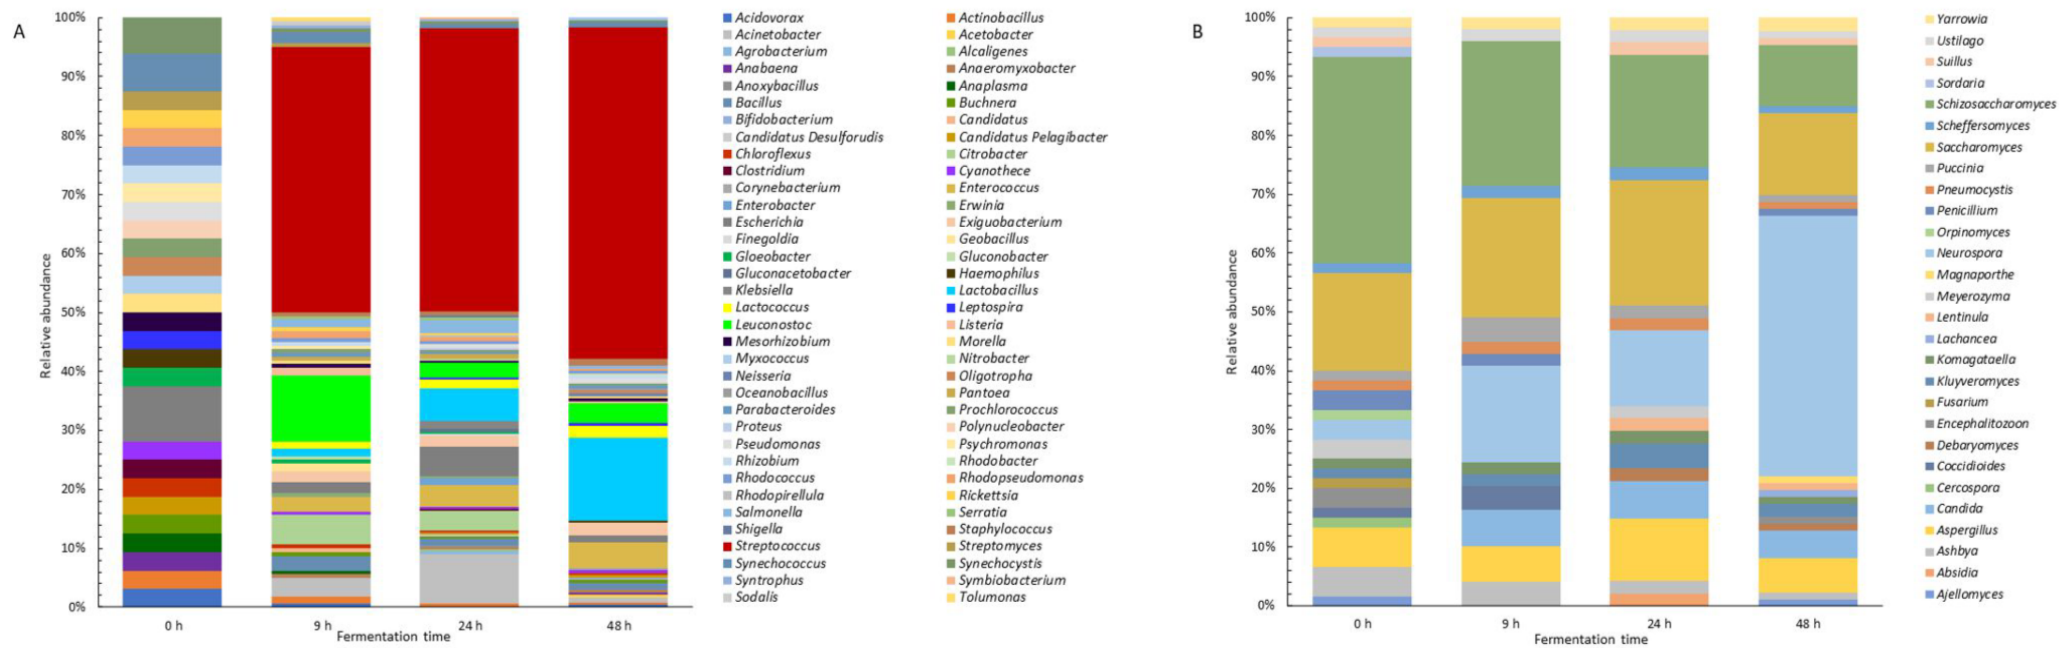 A
100%
90%
80%
70%
60%
50%
40%
30%
20%
10%
0%
Relative abundance
0 h
9 h
24 h
48 h
Fermentation time
Acidovorax Actinobacillus
Acinetobacter Acetobacter
Agrobacterium Alcaligenes
Anabaena Anaeromyxobacter
Anoxybacillus Anaplasma
Bacillus Buchnera
Bifidobacterium Candidatus
Candidatus Desulforudis Candidatus Pelagibacter
Chloroflexus Citrobacter
Clostridium Cyanothece
Corynebacterium Enterococcus
Enterobacter Erwinia
Escherichia Exiguobacterium
Finegoldia Geobacillus
Gloeobacter Gluconobacter
Gluconacetobacter Haemophilus
Klebsiella Lactobacillus
Lactococcus Leptospira
Leuconostoc Listeria
Mesorhizobium Morella
Myxococcus Nitrobacter
Neisseria Oligotropha
Oceanobacillus Pantoea
Parabacteroides Prochlorococcus
Proteus Polynucleobacter
Pseudomonas Psychromonas
Rhizobium Rhodobacter
Rhodococcus Rhodopseudomonas
Rhodopirellula Rickettsia
Salmonella Serratia
Shigella Staphylococcus
Streptococcus Streptomyces
Synechococcus Synechocystis
Syntrophus Symbiobacterium
Sodalis Tolumonas
B
100%
90%
80%
70%
60%
50%
40%
30%
20%
10%
0%
Relative abundance
0 h
9 h
24 h
48 h
Fermentation time
Yarrowia
Ustilago
Suillus
Sordaria
Schizosaccharomyces
Scheffersomyces
Saccharomyces
Puccinia
Pneumocystis
Penicillium
Orpinomyces
Neurospora
Magnaporthe
Meyerozyma
Lentinula
Lachancea
Komagataella
Kluyveromyces
Fusarium
Encephalitozoon
Debaryomyces
Coccidioides
Cercospora
Candida
Aspergillus
Ashbya
Absidia
Ajellomyces